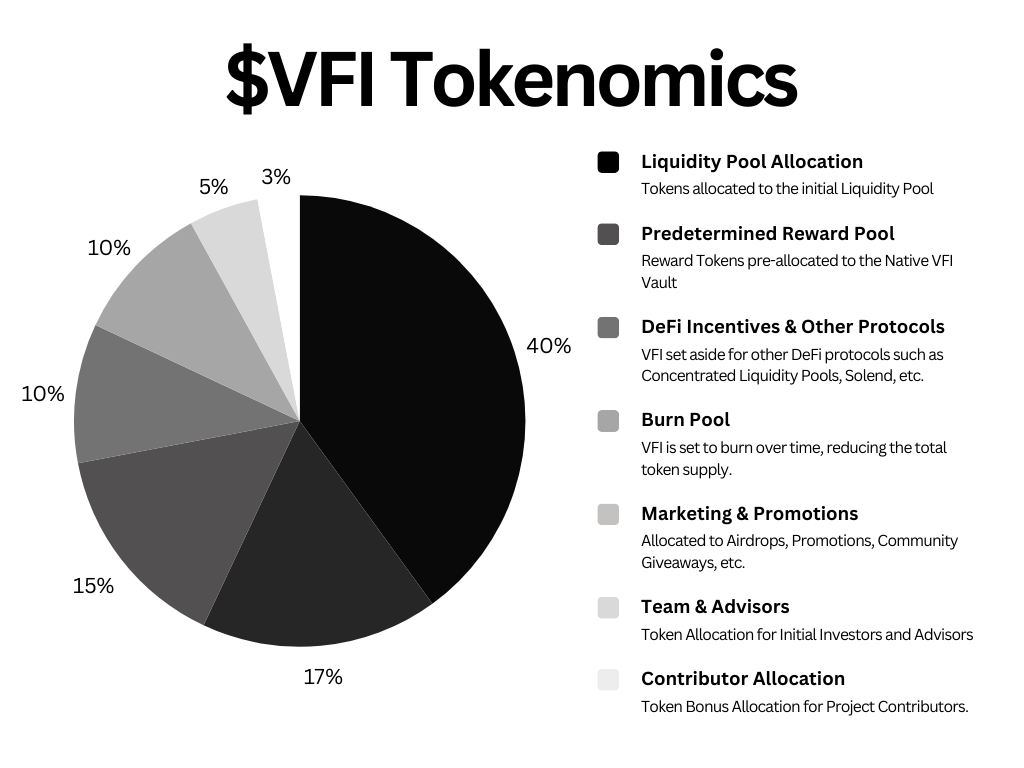 $VFI Tokenomics
3%
5%
10%
10%
15%
17%
40%
Liquidity Pool Allocation
Tokens allocated to the initial Liquidity Pool
Predetermined Reward Pool
Reward Tokens pre-allocated to the Native VFI
Vault
DeFi Incentives & Other Protocols
VFI set aside for other DeFi protocols such as
Concentrated Liquidity Pools, Solend, etc.
Burn Pool
VFI is set to burn over time, reducing the total
token supply.
Marketing & Promotions
Allocated to Airdrops, Promotions, Community
Giveaways, etc.
Team & Advisors
Token Allocation for Initial Investors and Advisors
Contributor Allocation
Token Bonus Allocation for Project Contributors.